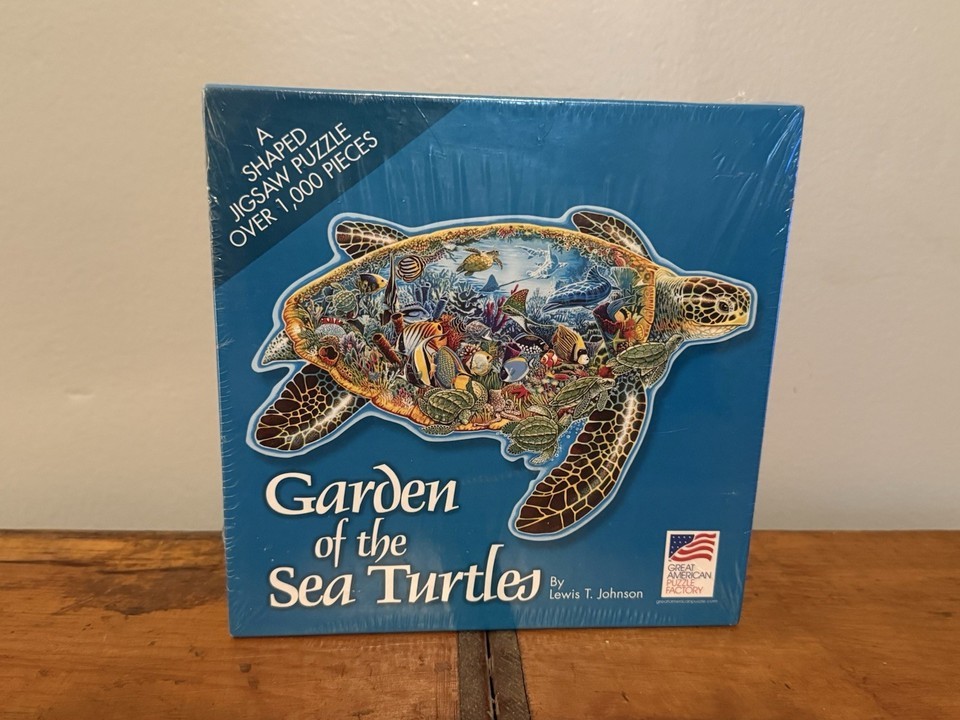 A
SHAPED
JIGSAW PUZZLE
OVER 1,000 PIECES
Garden
of the
Sea Turtles
By
Lewis T. Johnson
GREAT
AMERICAN
PUZZLE
FACTORY